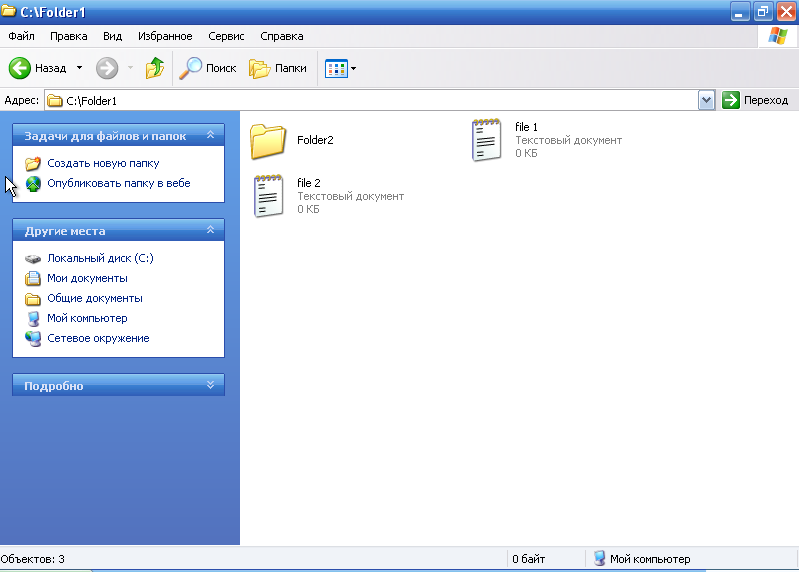 C:\Folder1
Файл Правка Вид Избранное Сервис Справка
Назад Поиск Папки
Адрес: C:\Folder1 Переход
Задачи для файлов и папок
Создать новую папку
Опубликовать папку в вебе
Другие места
Локальный диск (C:)
Мои документы
Общие документы
Мой компьютер
Сетевое окружение
Подробно
Folder2
file 1
Текстовый документ
0 КБ
file 2
Текстовый документ
0 КБ
Объектов: 3 0 байт Мой компьютер